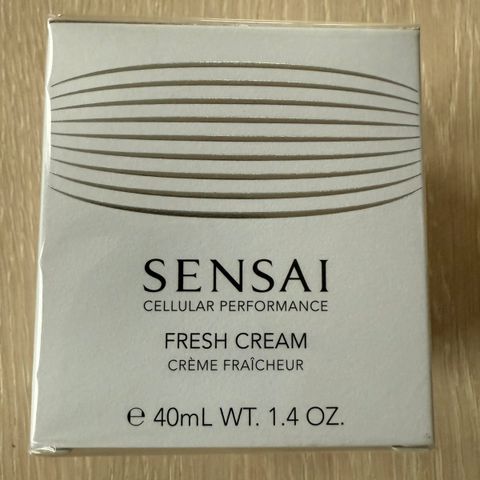 SENSAI
CELLULAR PERFORMANCE
FRESH CREAM
CRÈME FRAÎCHEUR
℮ 40mL WT. 1.4 OZ.